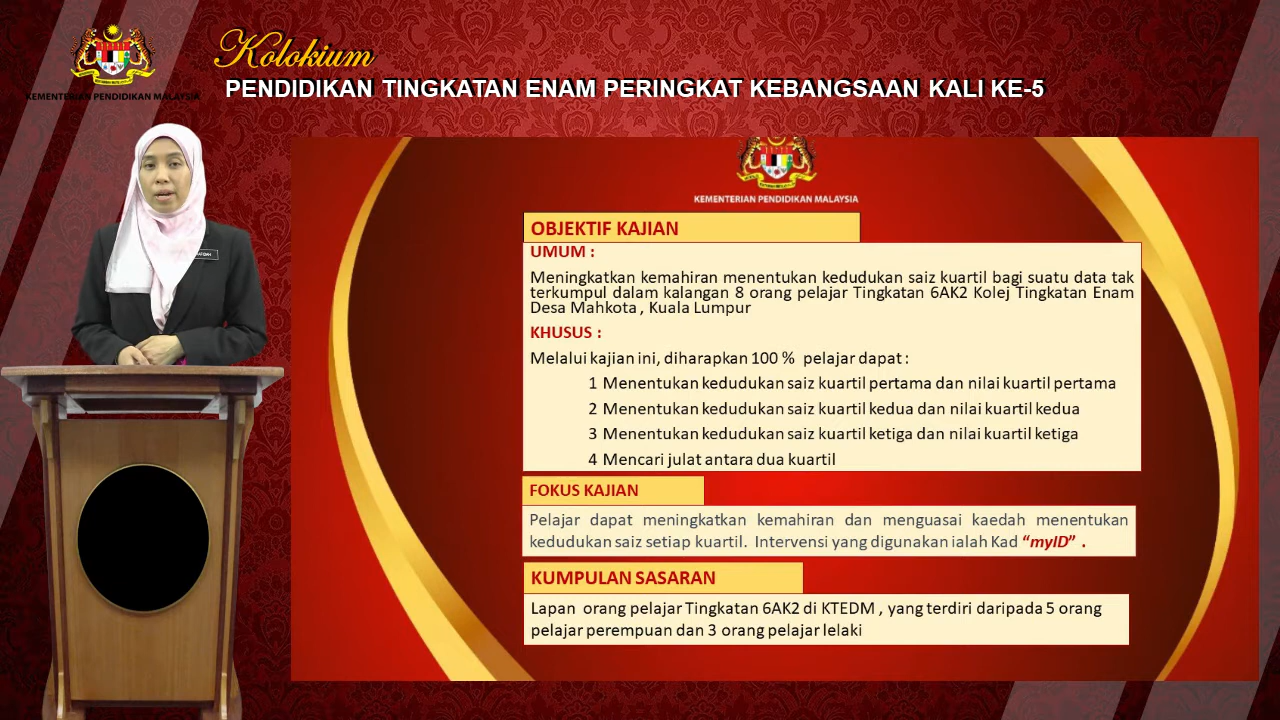 KEMENTERIAN PENDIDIKAN MALAYSIA
Kolokium
PENDIDIKAN TINGKATAN ENAM PERINGKAT KEBANGSAAN KALI KE-5
KEMENTERIAN PENDIDIKAN MALAYSIA
OBJEKTIF KAJIAN
UMUM :
Meningkatkan kemahiran menentukan kedudukan saiz kuartil bagi suatu data tak
terkumpul dalam kalangan 8 orang pelajar Tingkatan 6AK2 Kolej Tingkatan Enam
Desa Mahkota , Kuala Lumpur
KHUSUS :
Melalui kajian ini, diharapkan 100 % pelajar dapat :
1 Menentukan kedudukan saiz kuartil pertama dan nilai kuartil pertama
2 Menentukan kedudukan saiz kuartil kedua dan nilai kuartil kedua
3 Menentukan kedudukan saiz kuartil ketiga dan nilai kuartil ketiga
4 Mencari julat antara dua kuartil
FOKUS KAJIAN
Pelajar dapat meningkatkan kemahiran dan menguasai kaedah menentukan
kedudukan saiz setiap kuartil. Intervensi yang digunakan ialah Kad “myID” .
KUMPULAN SASARAN
Lapan orang pelajar Tingkatan 6AK2 di KTEDM , yang terdiri daripada 5 orang
pelajar perempuan dan 3 orang pelajar lelaki